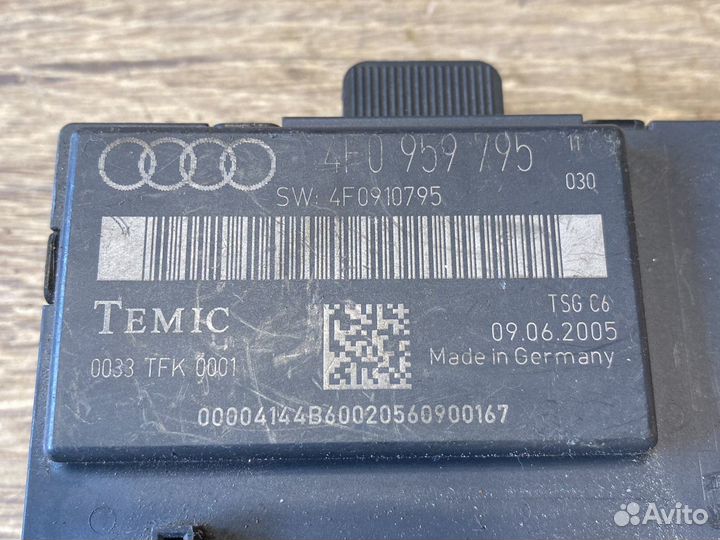 4F0 959 795 11
SW: 4F0910795 030
TEMIC
TSG C6
09.06.2005
0033 TFK 0001
Made in Germany
00004144B60020560900167
Avito